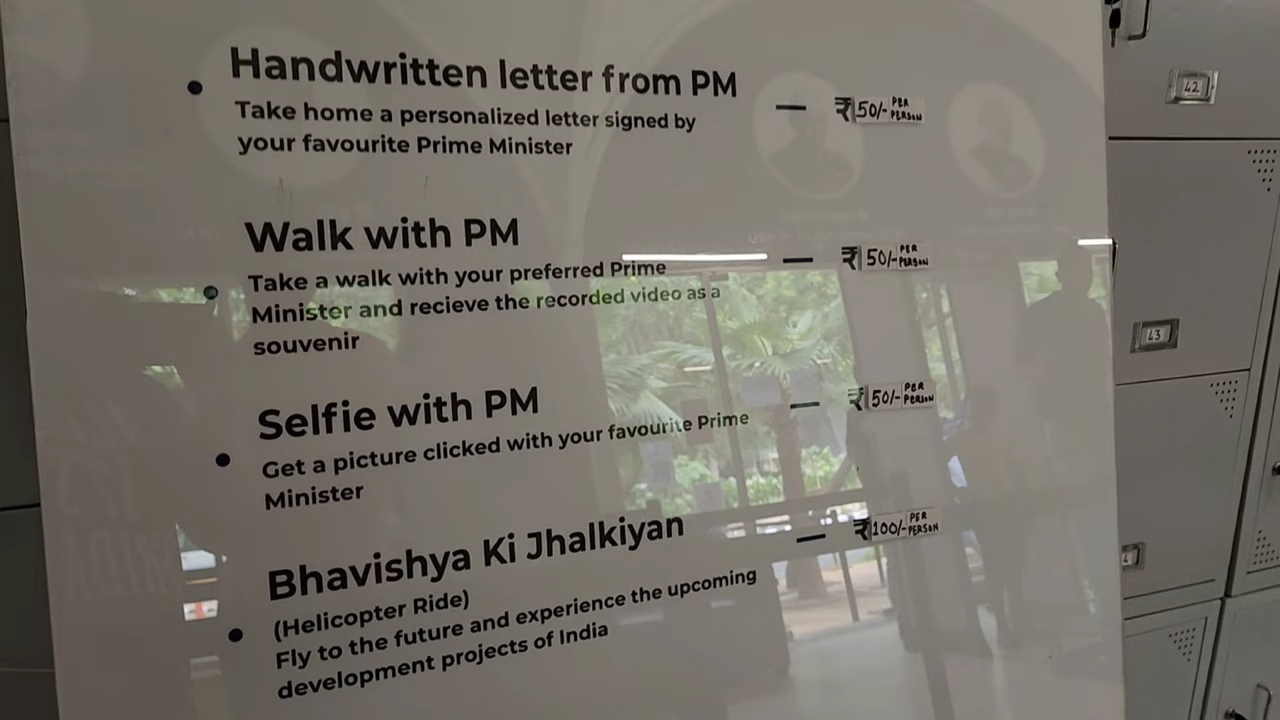 Handwritten letter from PM
Take home a personalized letter signed by
your favourite Prime Minister
— ₹ 50/- PER PERSON
Walk with PM
Take a walk with your preferred Prime
Minister and recieve the recorded video as a
souvenir
— ₹ 50/- PER PERSON
Selfie with PM
Get a picture clicked with your favourite Prime
Minister
— ₹ 50/- PER PERSON
Bhavishya Ki Jhalkiyan
(Helicopter Ride)
Fly to the future and experience the upcoming
development projects of India
— ₹ 100/- PER PERSON
42
43